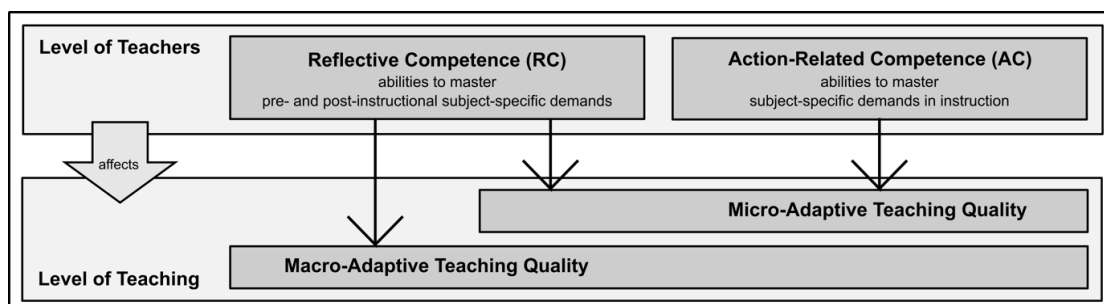 Level of Teachers
Reflective Competence (RC)
abilities to master
pre- and post-instructional subject-specific demands
Action-Related Competence (AC)
abilities to master
subject-specific demands in instruction
affects
Micro-Adaptive Teaching Quality
Macro-Adaptive Teaching Quality
Level of Teaching